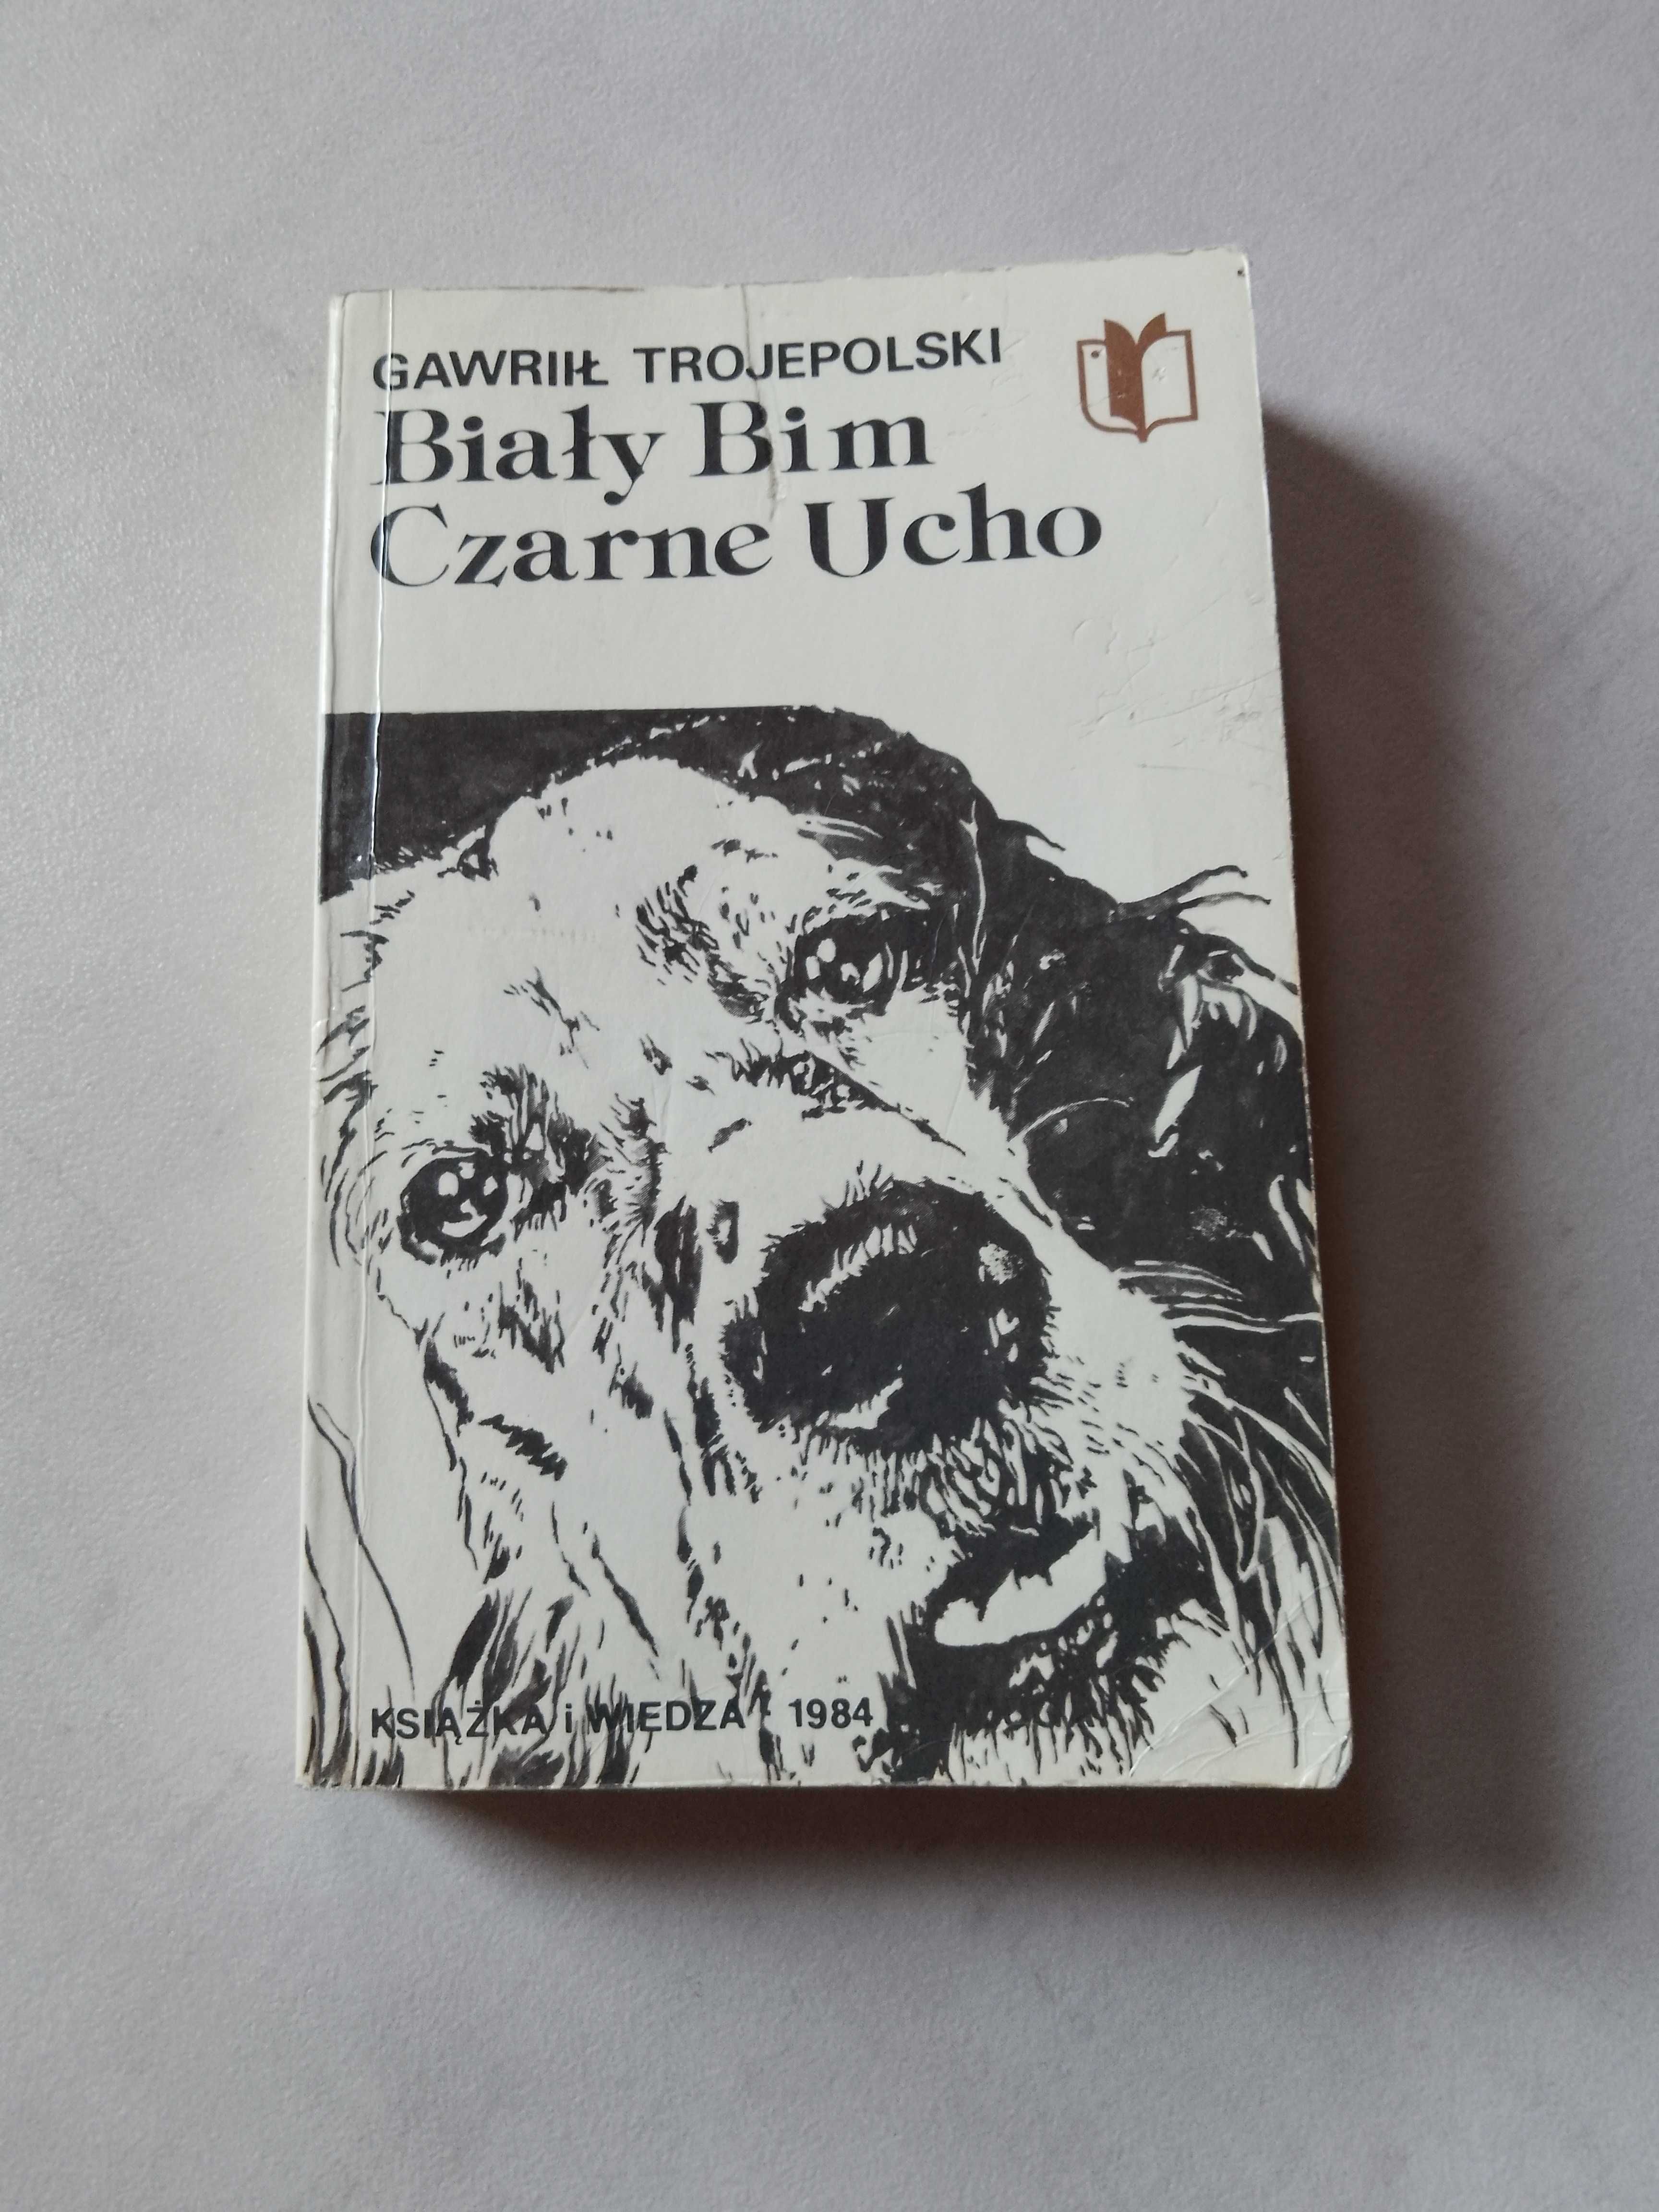 GAWRIIŁ TROJEPOLSKI
Biały Bim
Czarne Ucho
KSIĄŻKA i WIEDZA 1984